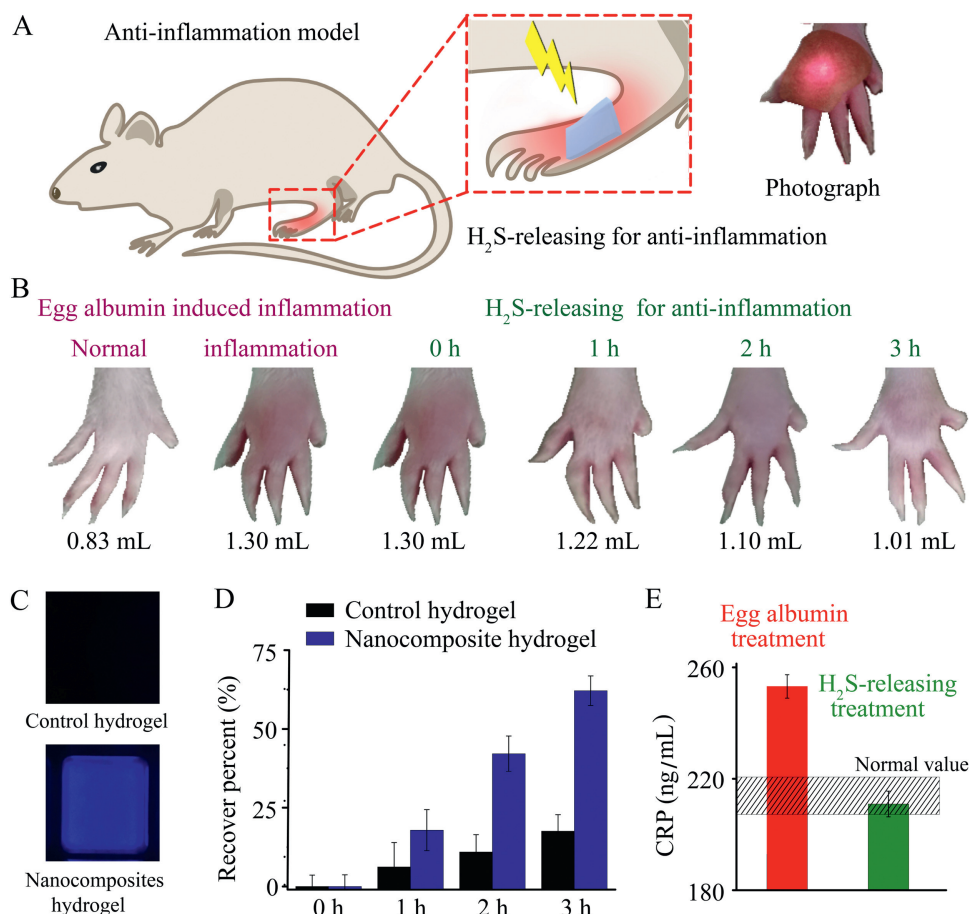 A
Anti-inflammation model
Photograph
H₂S-releasing for anti-inflammation
B
Egg albumin induced inflammation
H₂S-releasing for anti-inflammation
Normal inflammation 0 h 1 h 2 h 3 h
0.83 mL 1.30 mL 1.30 mL 1.22 mL 1.10 mL 1.01 mL
C
Control hydrogel
Nanocomposites
hydrogel
D
Control hydrogel
Nanocomposite hydrogel
Recover percent (%)
75
50
25
0
0 h 1 h 2 h 3 h
E
Egg albumin
treatment
H₂S-releasing
treatment
Normal value
CRP (ng/mL)
260
220
180